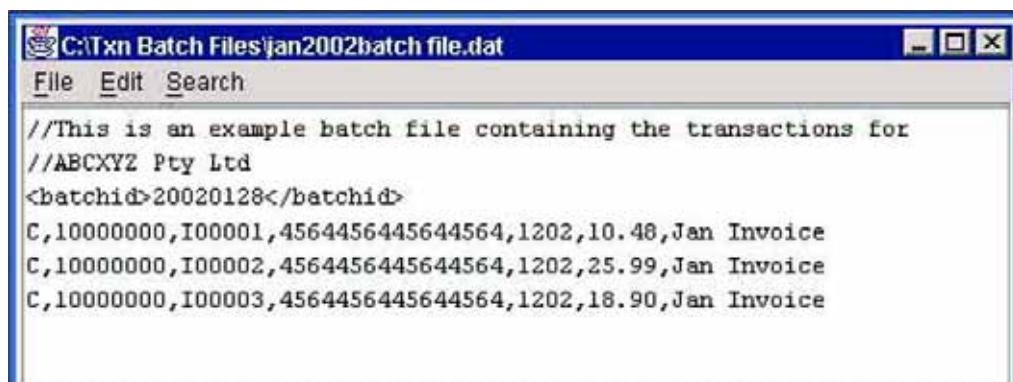 C:\Txn Batch Files\jan2002batch file.dat
File Edit Search
//This is an example batch file containing the transactions for
//ABCXYZ Pty Ltd
<batchid>20020128</batchid>
C,10000000,I00001,4564456445644564,1202,10.48,Jan Invoice
C,10000000,I00002,4564456445644564,1202,25.99,Jan Invoice
C,10000000,I00003,4564456445644564,1202,18.90,Jan Invoice